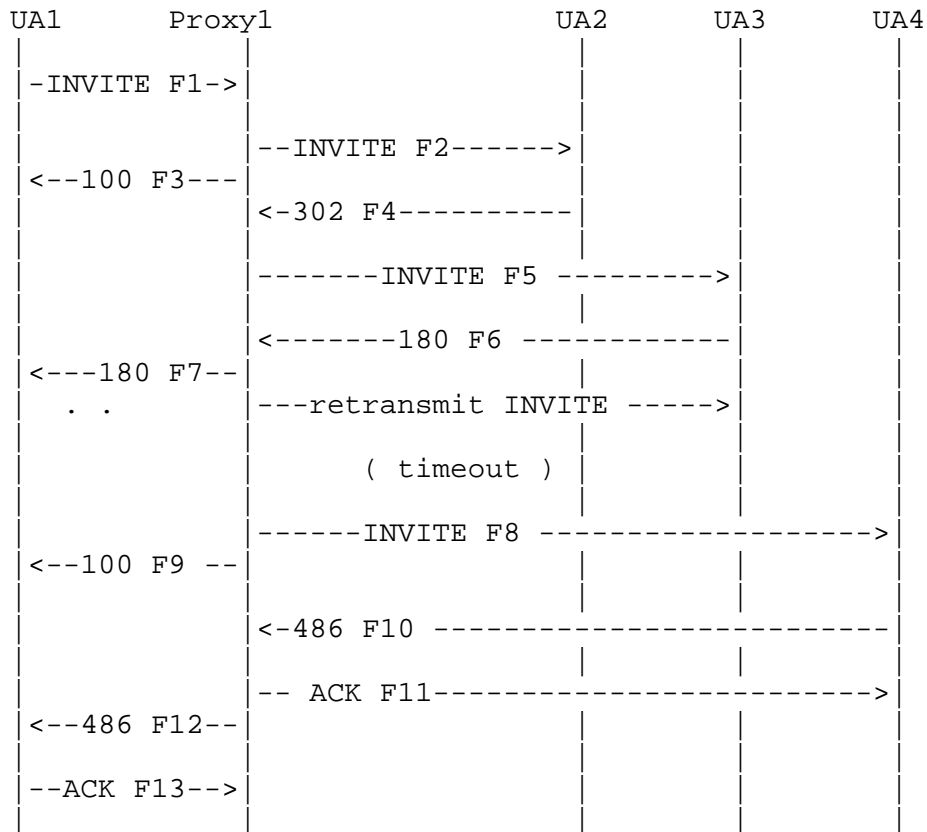 UA1 Proxy1 UA2 UA3 UA4
-INVITE F1->
--INVITE F2------>
<--100 F3---
<-302 F4----------
-------INVITE F5 --------->
<-------180 F6 ------------
<---180 F7--
. . ---retransmit INVITE ----->
( timeout )
------INVITE F8 ------------------->
<--100 F9 --
<-486 F10 --------------------------
-- ACK F11------------------------->
<--486 F12--
--ACK F13-->